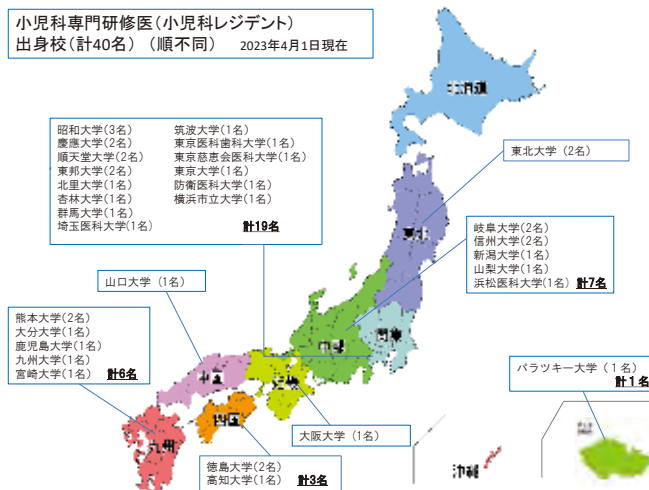 小児科専門研修医(小児科レジデント)
出身校(計40名) (順不同) 2023年4月1日現在
昭和大学(3名)
慶應大学(2名)
順天堂大学(2名)
東邦大学(2名)
北里大学(1名)
杏林大学(1名)
群馬大学(1名)
埼玉医科大学(1名)
筑波大学(1名)
東京医科歯科大学(1名)
東京慈恵会医科大学(1名)
東京大学(1名)
防衛医科大学(1名)
横浜市立大学(1名)
計19名
北海道
東北大学(2名)
東北
岐阜大学(2名)
信州大学(2名)
新潟大学(1名)
山梨大学(1名)
浜松医科大学(1名) 計7名
山口大学(1名)
熊本大学(2名)
大分大学(1名)
鹿児島大学(1名)
九州大学(1名)
宮崎大学(1名) 計6名
中部
関東
中国
近畿
四国
九州
大阪大学(1名)
徳島大学(2名)
高知大学(1名) 計3名
沖縄
パラツキー大学(1名)
計1名